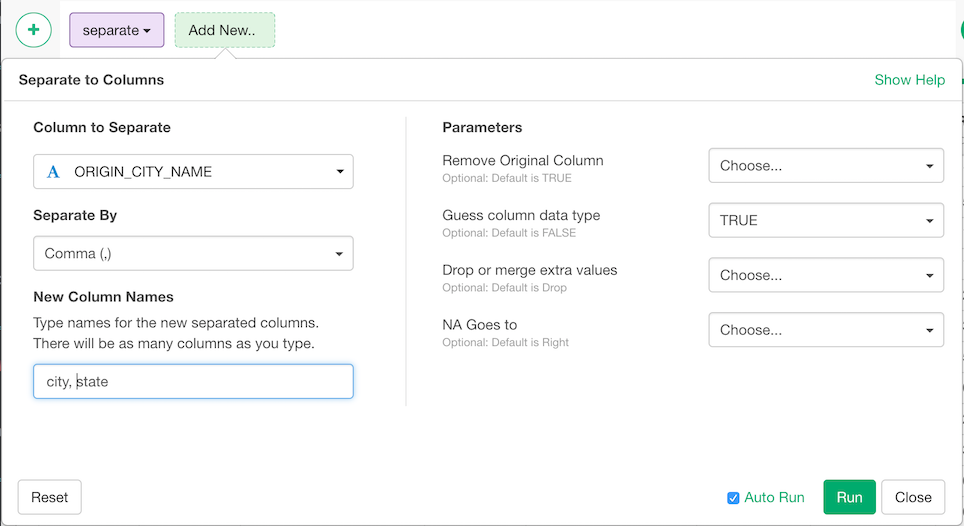 +
separate
Add New..
Separate to Columns
Show Help
Column to Separate
A ORIGIN_CITY_NAME
Separate By
Comma (,)
New Column Names
Type names for the new separated columns.
There will be as many columns as you type.
city, state
Parameters
Remove Original Column
Optional: Default is TRUE
Choose...
Guess column data type
Optional: Default is FALSE
TRUE
Drop or merge extra values
Optional: Default is Drop
Choose...
NA Goes to
Optional: Default is Right
Choose...
Reset
Auto Run
Run
Close